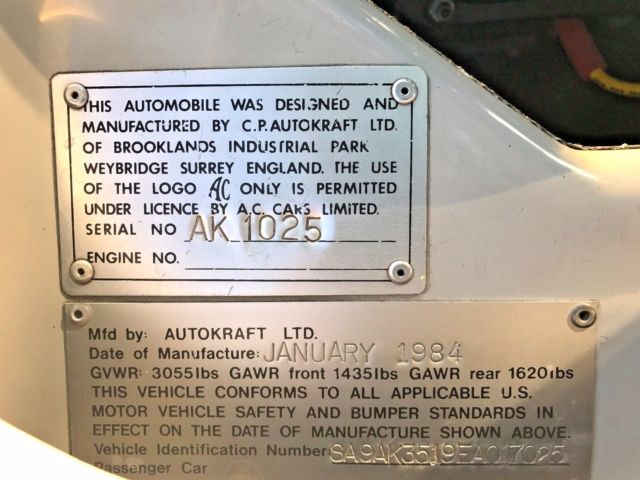 THIS AUTOMOBILE WAS DESIGNED AND
MANUFACTURED BY C.P. AUTOKRAFT LTD.
OF BROOKLANDS INDUSTRIAL PARK
WEYBRIDGE SURREY ENGLAND. THE USE
OF THE LOGO AC ONLY IS PERMITTED
UNDER LICENCE BY A.C. CARS LIMITED.
SERIAL NO AK 1025
ENGINE NO.
Mfd by: AUTOKRAFT LTD.
Date of Manufacture: JANUARY 1984
GVWR: 3055lbs GAWR front 1435lbs GAWR rear 1620lbs
THIS VEHICLE CONFORMS TO ALL APPLICABLE U.S.
MOTOR VEHICLE SAFETY AND BUMPER STANDARDS IN
EFFECT ON THE DATE OF MANUFACTURE SHOWN ABOVE.
Vehicle Identification Number SA9AK3519EA017025
Passenger Car